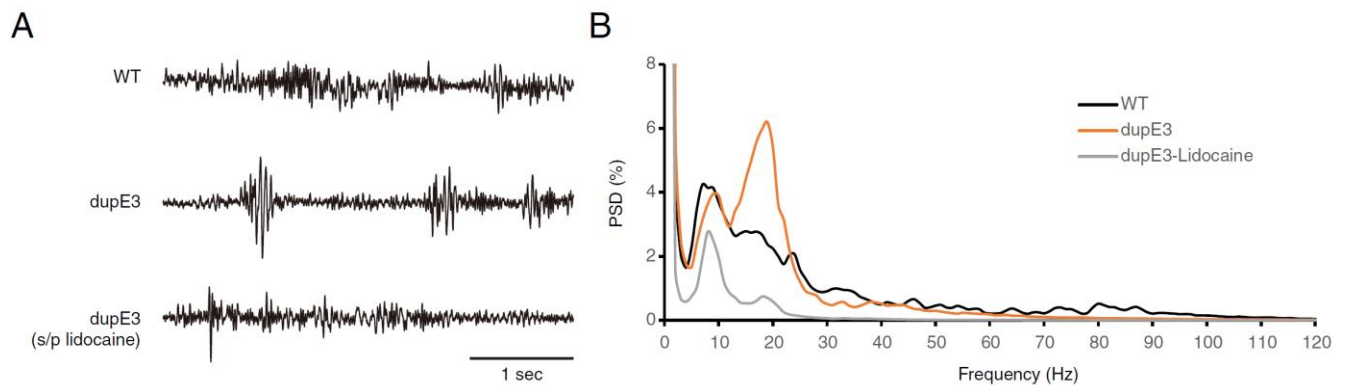 A
WT
dupE3
dupE3
(s/p lidocaine)
1 sec
B
8
6
4
2
0
PSD (%)
WT
dupE3
dupE3-Lidocaine
0 10 20 30 40 50 60 70 80 90 100 110 120
Frequency (Hz)